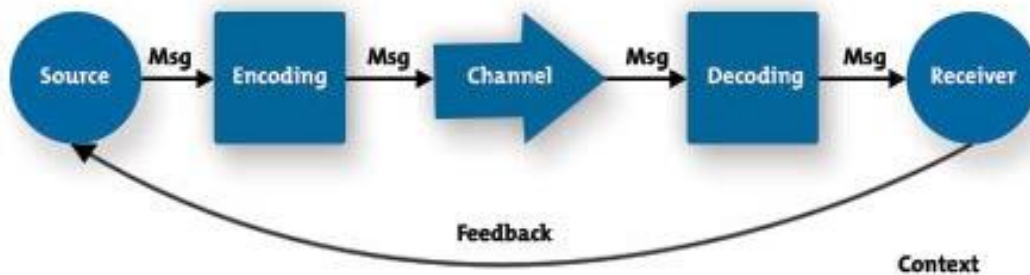 Msg Msg Msg Msg
Source Encoding Channel Decoding Receiver
Feedback
Context